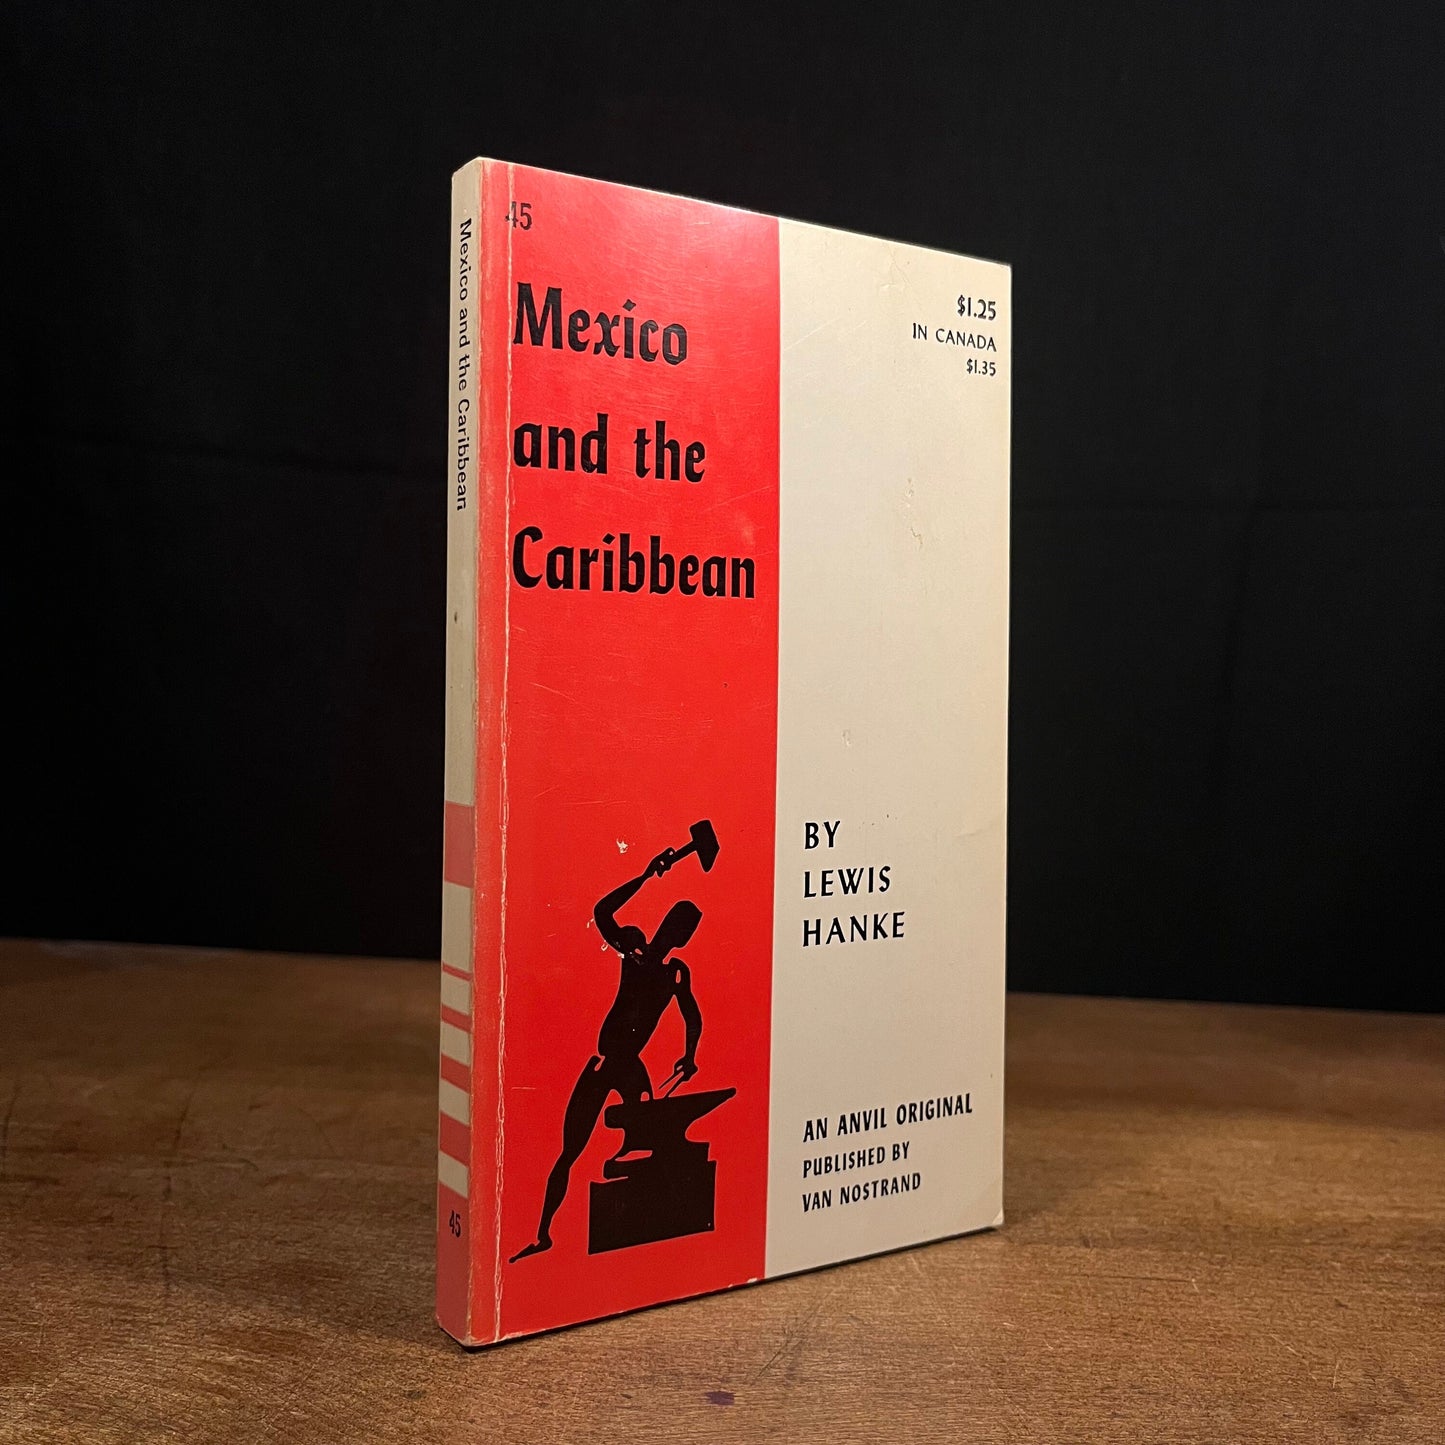 Mexico and the Caribbean
45
45
Mexico
and the
Caribbean
$1.25
IN CANADA
$1.35
BY
LEWIS
HANKE
AN ANVIL ORIGINAL
PUBLISHED BY
VAN NOSTRAND